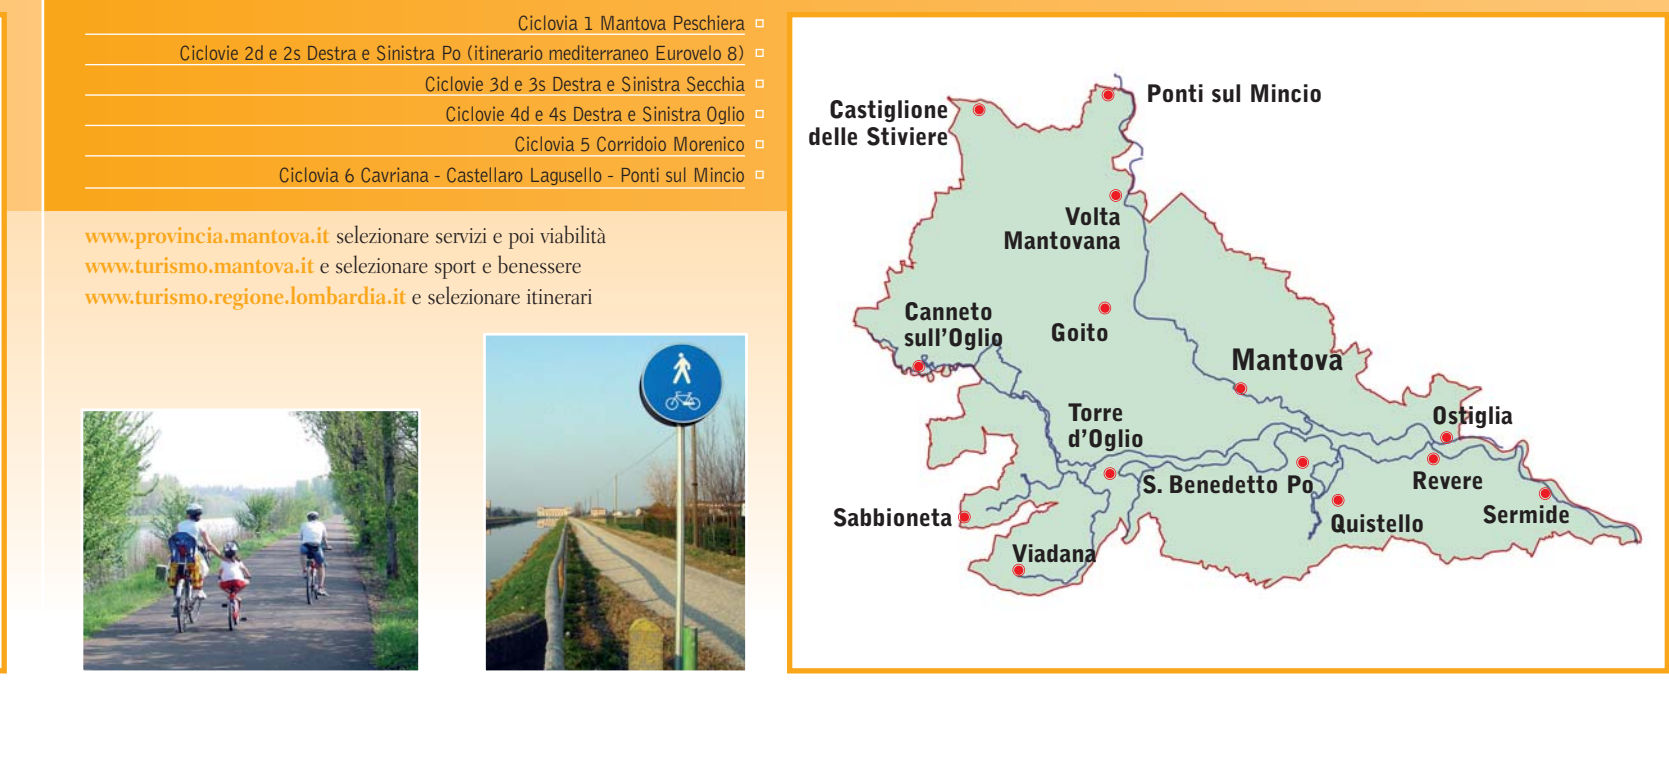 Ciclovia 1 Mantova Peschiera
Ciclovie 2d e 2s Destra e Sinistra Po (itinerario mediterraneo Eurovelo 8)
Ciclovie 3d e 3s Destra e Sinistra Secchia
Ciclovie 4d e 4s Destra e Sinistra Oglio
Ciclovia 5 Corridoio Morenico
Ciclovia 6 Cavriana - Castellaro Lagusello - Ponti sul Mincio
www.provincia.mantova.it selezionare servizi e poi viabilità
www.turismo.mantova.it e selezionare sport e benessere
www.turismo.regione.lombardia.it e selezionare itinerari
Ponti sul Mincio
Castiglione
delle Stiviere
Volta
Mantovana
Canneto
sull'Oglio
Goito
Mantova
Torre
d'Oglio
Ostiglia
S. Benedetto Po
Revere
Sabbioneta
Quistello
Sermide
Viadana